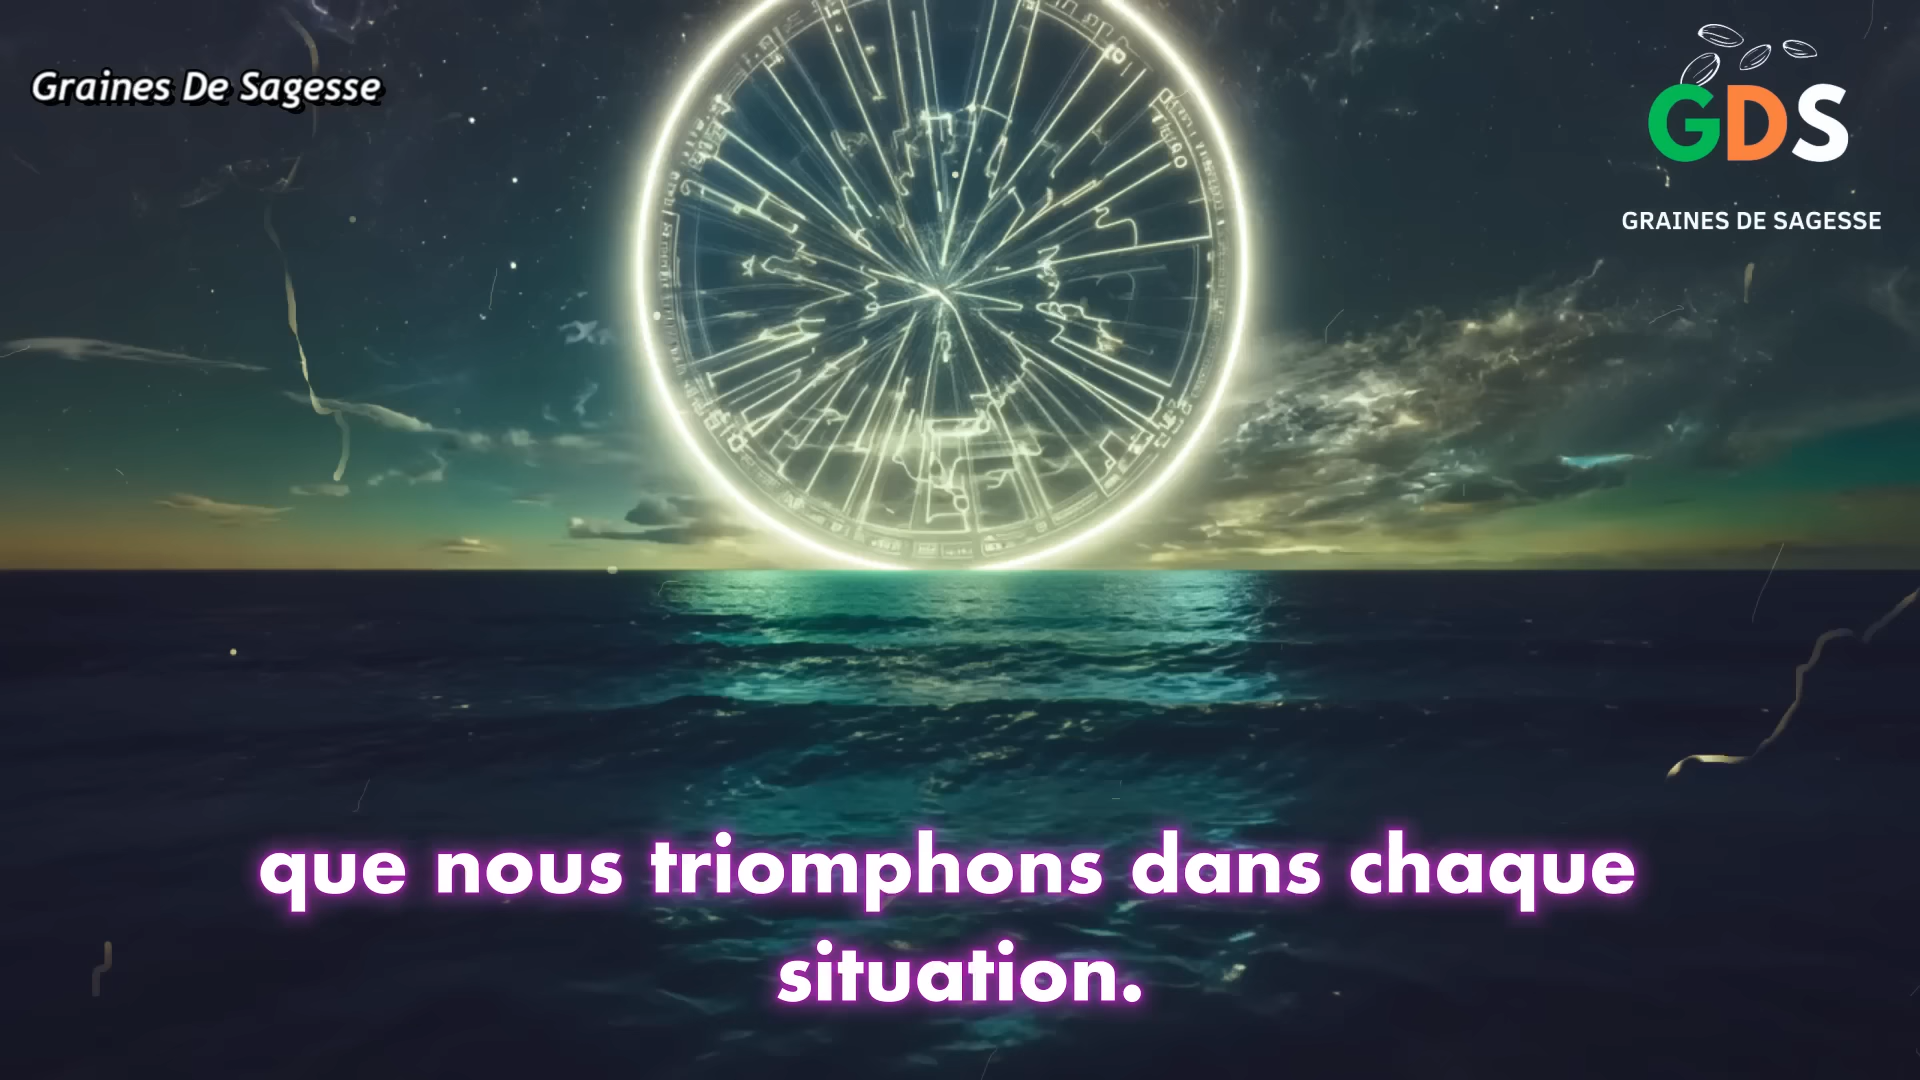 Graines De Sagesse
GDS
GRAINES DE SAGESSE
que nous triomphons dans chaque
situation.